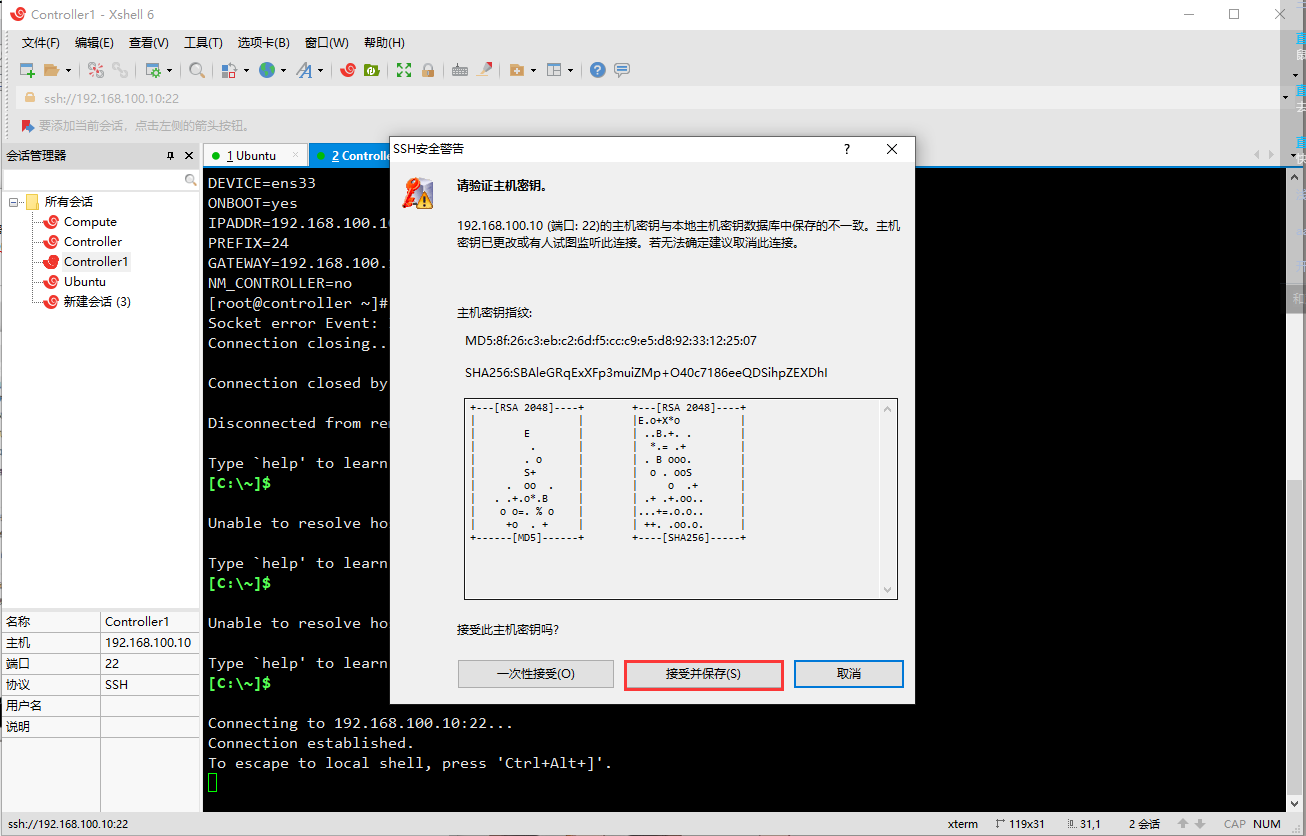 Controller1 - Xshell 6
文件(F) 编辑(E) 查看(V) 工具(T) 选项卡(B) 窗口(W) 帮助(H)
ssh://192.168.100.10:22
要添加当前会话，点击左侧的箭头按钮。
会话管理器
所有会话
Compute
Controller
Controller1
Ubuntu
新建会话 (3)
名称 Controller1
主机 192.168.100.10
端口 22
协议 SSH
用户名
说明
1 Ubuntu
2 Controlle
DEVICE=ens33
ONBOOT=yes
IPADDR=192.168.100.10
PREFIX=24
GATEWAY=192.168.100.
NM_CONTROLLER=no
[root@controller ~]#
Socket error Event:
Connection closing..
Connection closed by
Disconnected from re
Type `help' to learn
[C:\~]$
Unable to resolve ho
Type `help' to learn
[C:\~]$
Unable to resolve ho
Type `help' to learn
[C:\~]$
Connecting to 192.168.100.10:22...
Connection established.
To escape to local shell, press 'Ctrl+Alt+]'.
SSH安全警告
请验证主机密钥。
192.168.100.10 (端口: 22)的主机密钥与本地主机密钥数据库中保存的不一致。主机
密钥已更改或有人试图监听此连接。若无法确定建议取消此连接。
主机密钥指纹:
MD5:8f:26:c3:eb:c2:6d:f5:cc:c9:e5:d8:92:33:12:25:07
SHA256:SBAleGRqExXFp3muiZMp+O40c7186eeQDSihpZEXDhI
+---[RSA 2048]----+ +---[RSA 2048]----+
|                 | |E.o+X*o          |
|        E        | | ..B.+. .        |
|         .       | |  *.= .+         |
|        . o      | | . B ooo.        |
|        S+       | |  o . ooS        |
|     .  oo  .    | |     o  .+       |
|   . .+.o*.B     | | .+ .+.oo..      |
|    o o=. % o    | |...+=.o.o..      |
|     +o  . +     | | ++. .oo.o.      |
+------[MD5]------+ +----[SHA256]-----+
接受此主机密钥吗?
一次性接受(O) 接受并保存(S) 取消
ssh://192.168.100.10:22 xterm 119x31 31,1 2 会话 CAP NUM